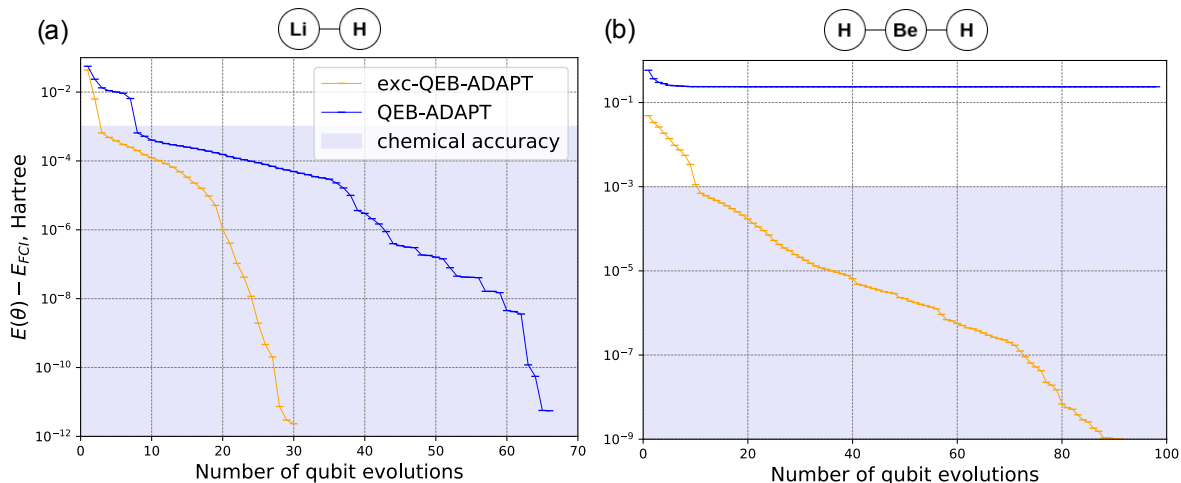 (a)
Li H
10⁻²
10⁻⁴
10⁻⁶
10⁻⁸
10⁻¹⁰
10⁻¹²
E(θ) − E_FCI, Hartree
exc-QEB-ADAPT
QEB-ADAPT
chemical accuracy
0 10 20 30 40 50 60 70
Number of qubit evolutions
(b)
H Be H
10⁻¹
10⁻³
10⁻⁵
10⁻⁷
10⁻⁹
0 20 40 60 80 100
Number of qubit evolutions